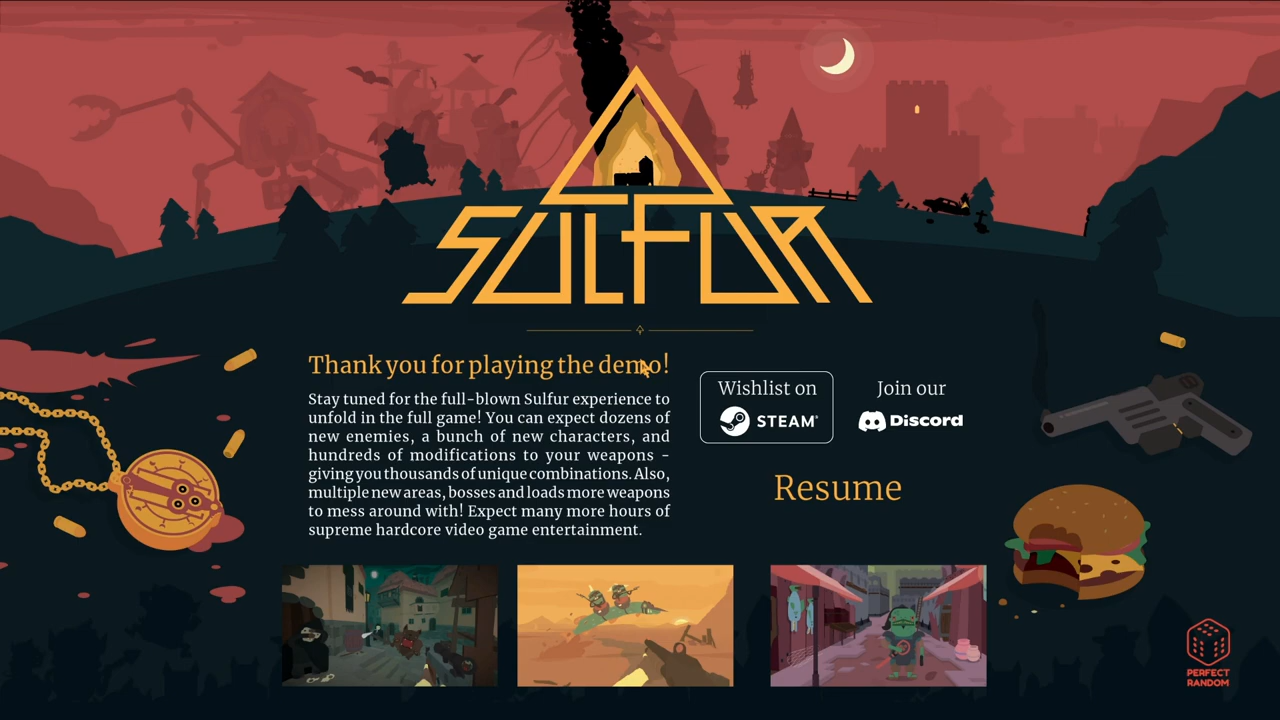 SULFUR
Thank you for playing the demo!
Stay tuned for the full-blown Sulfur experience to
unfold in the full game! You can expect dozens of
new enemies, a bunch of new characters, and
hundreds of modifications to your weapons -
giving you thousands of unique combinations. Also,
multiple new areas, bosses and loads more weapons
to mess around with! Expect many more hours of
supreme hardcore video game entertainment.
Wishlist on
STEAM®
Join our
Discord
Resume
PERFECT
RANDOM